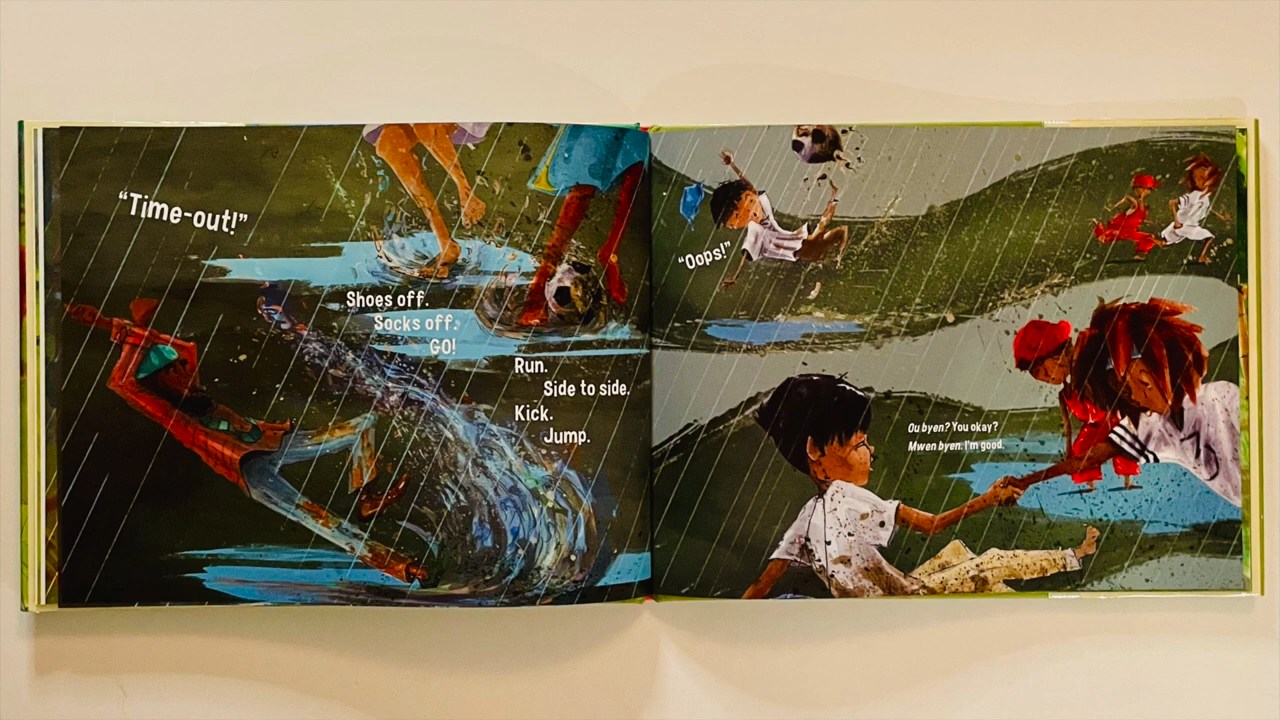 “Time-out!”
Shoes off.
Socks off.
GO!
Run.
Side to side.
Kick.
Jump.
“Oops!”
Ou byen? You okay?
Mwen byen. I'm good.
3